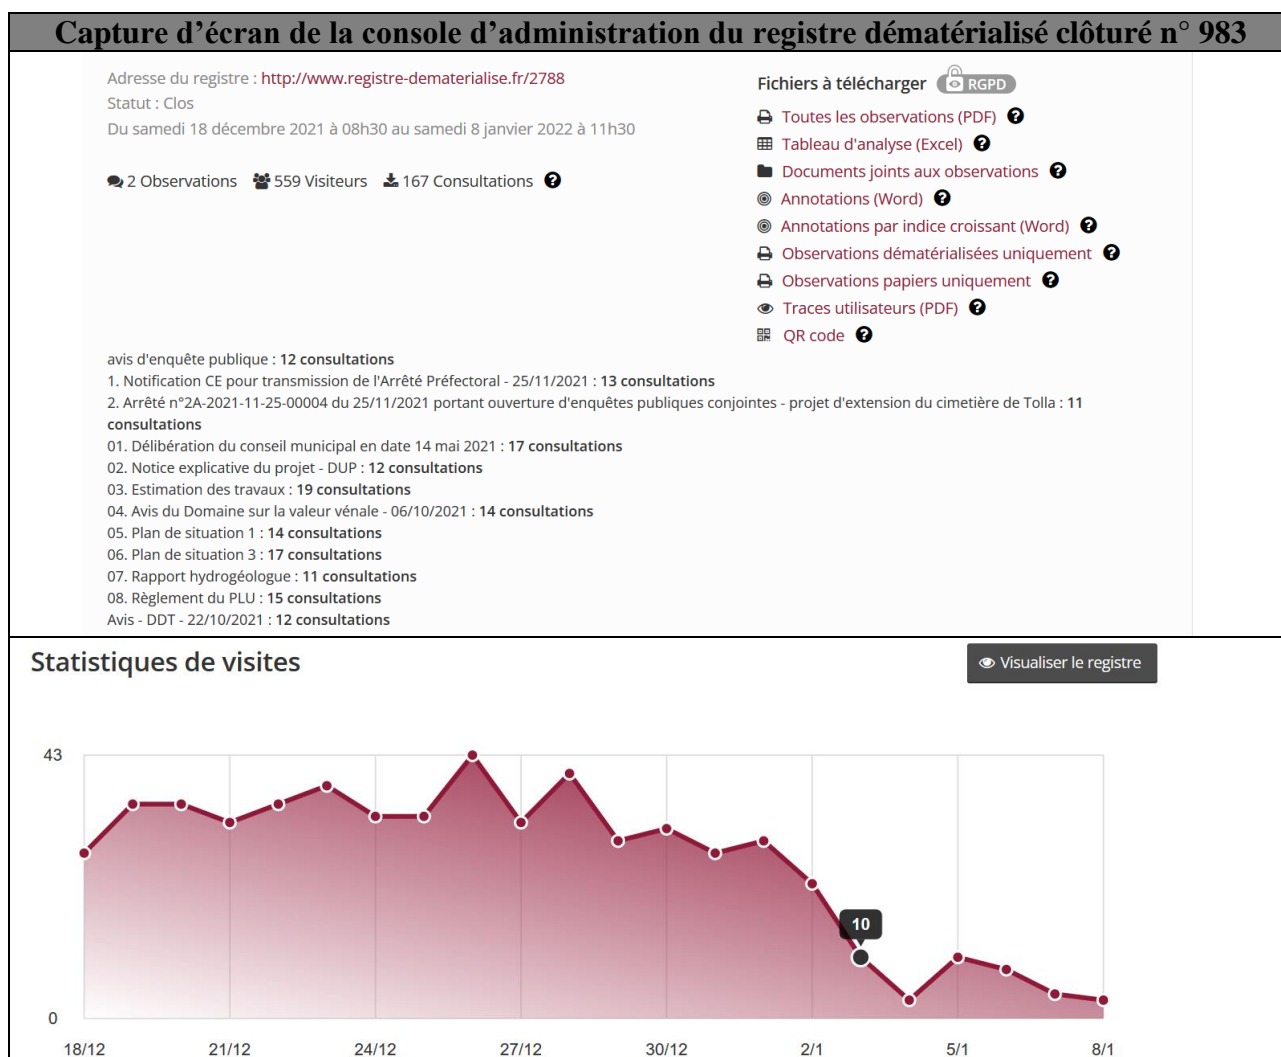 Capture d’écran de la console d’administration du registre dématérialisé clôturé n° 983
Adresse du registre : http://www.registre-dematerialise.fr/2788
Statut : Clos
Du samedi 18 décembre 2021 à 08h30 au samedi 8 janvier 2022 à 11h30
2 Observations 559 Visiteurs 167 Consultations ?
Fichiers à télécharger RGPD
Toutes les observations (PDF) ?
Tableau d'analyse (Excel) ?
Documents joints aux observations ?
Annotations (Word) ?
Annotations par indice croissant (Word) ?
Observations dématérialisées uniquement ?
Observations papiers uniquement ?
Traces utilisateurs (PDF) ?
QR code ?
avis d'enquête publique : 12 consultations
1. Notification CE pour transmission de l'Arrêté Préfectoral - 25/11/2021 : 13 consultations
2. Arrêté n°2A-2021-11-25-00004 du 25/11/2021 portant ouverture d'enquêtes publiques conjointes - projet d'extension du cimetière de Tolla : 11
consultations
01. Délibération du conseil municipal en date 14 mai 2021 : 17 consultations
02. Notice explicative du projet - DUP : 12 consultations
03. Estimation des travaux : 19 consultations
04. Avis du Domaine sur la valeur vénale - 06/10/2021 : 14 consultations
05. Plan de situation 1 : 14 consultations
06. Plan de situation 3 : 17 consultations
07. Rapport hydrogéologue : 11 consultations
08. Règlement du PLU : 15 consultations
Avis - DDT - 22/10/2021 : 12 consultations
Statistiques de visites
Visualiser le registre
43
10
0
18/12 21/12 24/12 27/12 30/12 2/1 5/1 8/1